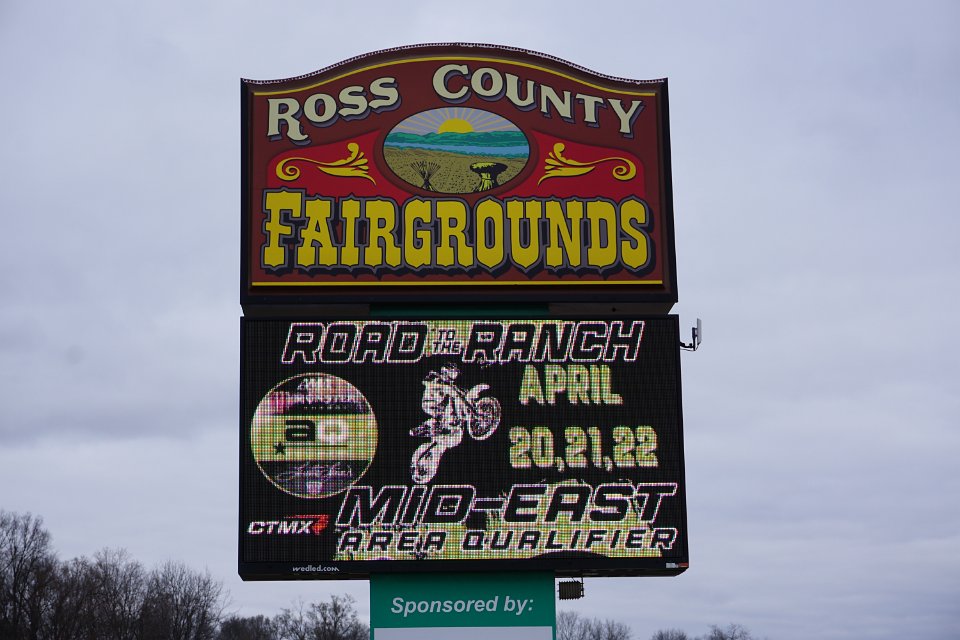 ROSS COUNTY
FAIRGROUNDS
ROAD TO THE RANCH
APRIL
20,21,22
.ao
MID-EAST
CTMX
AREA QUALIFIER
wedled.com
Sponsored by: